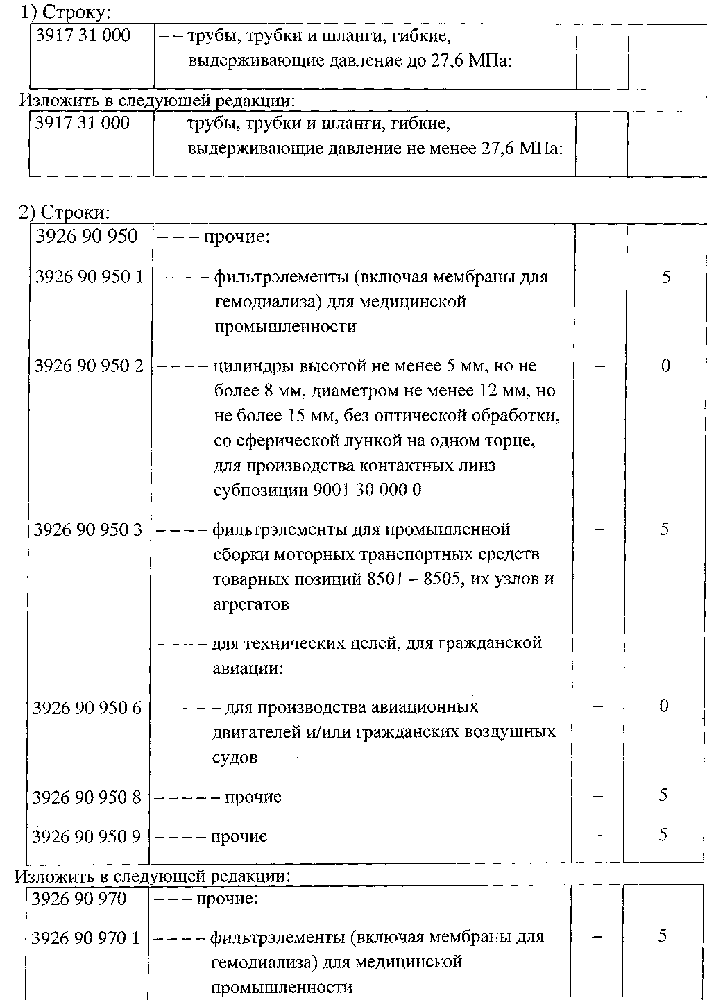 1) Строку:
3917 31 000 – – трубы, трубки и шланги, гибкие,
выдерживающие давление до 27,6 МПа:
Изложить в следующей редакции:
3917 31 000 – – трубы, трубки и шланги, гибкие,
выдерживающие давление не менее 27,6 МПа:
2) Строки:
3926 90 950 – – – прочие:
3926 90 950 1 – – – – фильтрэлементы (включая мембраны для – 5
гемодиализа) для медицинской
промышленности
3926 90 950 2 – – – – цилиндры высотой не менее 5 мм, но не – 0
более 8 мм, диаметром не менее 12 мм, но
не более 15 мм, без оптической обработки,
со сферической лункой на одном торце,
для производства контактных линз
субпозиции 9001 30 000 0
3926 90 950 3 – – – – фильтрэлементы для промышленной – 5
сборки моторных транспортных средств
товарных позиций 8501 – 8505, их узлов и
агрегатов
– – – – для технических целей, для гражданской
авиации:
3926 90 950 6 – – – – – для производства авиационных – 0
двигателей и/или гражданских воздушных
судов
3926 90 950 8 – – – – – прочие – 5
3926 90 950 9 – – – – прочие – 5
Изложить в следующей редакции:
3926 90 970 – – – прочие:
3926 90 970 1 – – – – фильтрэлементы (включая мембраны для – 5
гемодиализа) для медицинской
промышленности